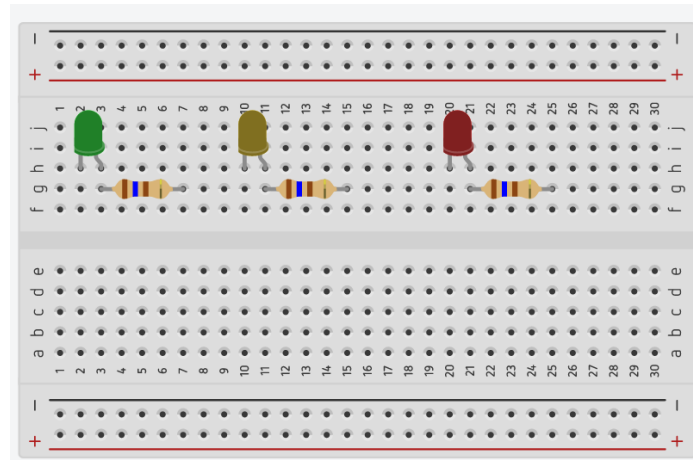 − −
+ +
1 2 3 4 5 6 7 8 9 10 11 12 13 14 15 16 17 18 19 20 21 22 23 24 25 26 27 28 29 30
j j
i i
h h
g g
f f
e e
d d
c c
b b
a a
1 2 3 4 5 6 7 8 9 10 11 12 13 14 15 16 17 18 19 20 21 22 23 24 25 26 27 28 29 30
− −
+ +